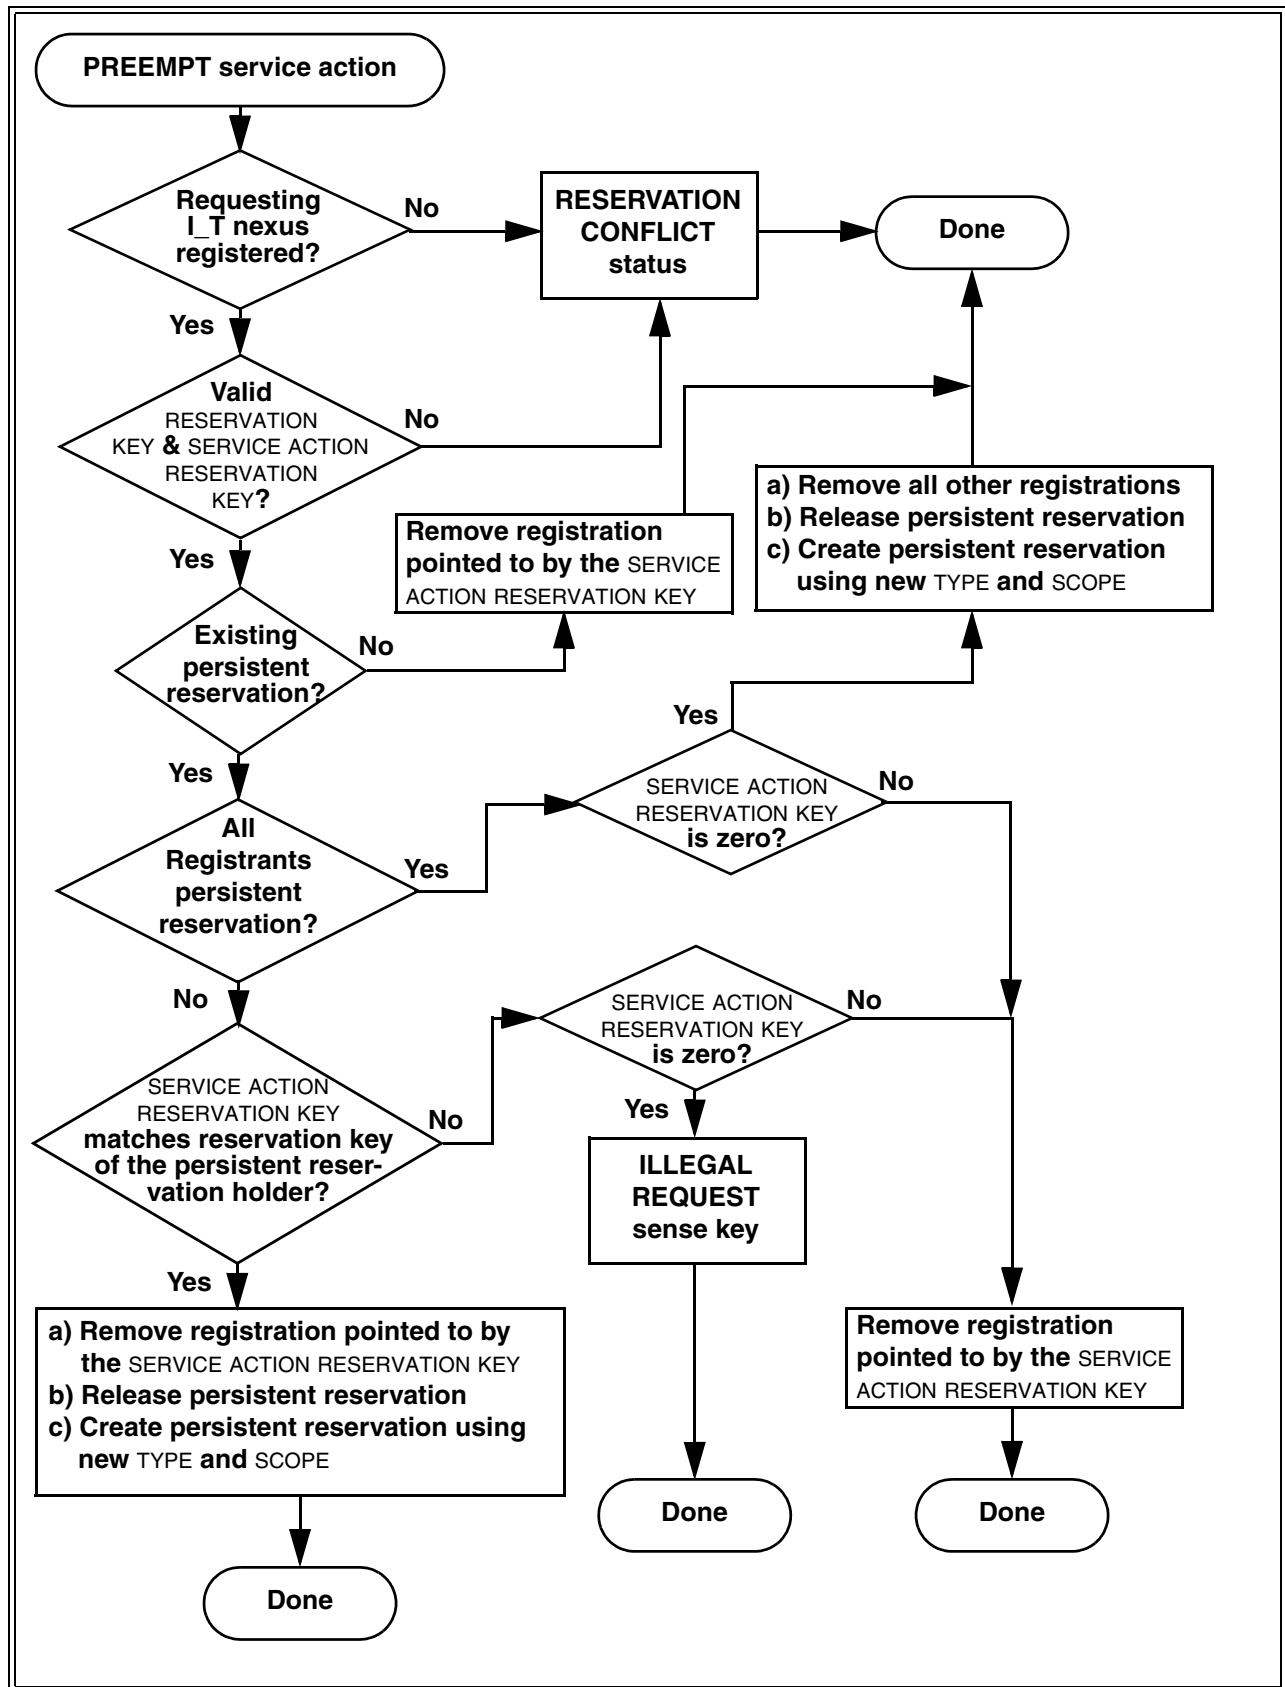 PREEMPT service action
Requesting
I_T nexus
registered?
No
RESERVATION
CONFLICT
status
Done
Yes
Valid
RESERVATION
KEY & SERVICE ACTION
RESERVATION
KEY?
No
Yes
Remove registration
pointed to by the SERVICE
ACTION RESERVATION KEY
a) Remove all other registrations
b) Release persistent reservation
c) Create persistent reservation
using new TYPE and SCOPE
Existing
persistent
reservation?
No
Yes
Yes
SERVICE ACTION
RESERVATION KEY
is zero?
No
All
Registrants
persistent
reservation?
Yes
No
SERVICE ACTION
RESERVATION KEY
is zero?
No
Yes
SERVICE ACTION
RESERVATION KEY
matches reservation key
of the persistent reser-
vation holder?
No
Yes
ILLEGAL
REQUEST
sense key
a) Remove registration pointed to by
the SERVICE ACTION RESERVATION KEY
b) Release persistent reservation
c) Create persistent reservation using
new TYPE and SCOPE
Remove registration
pointed to by the SERVICE
ACTION RESERVATION KEY
Done
Done
Done